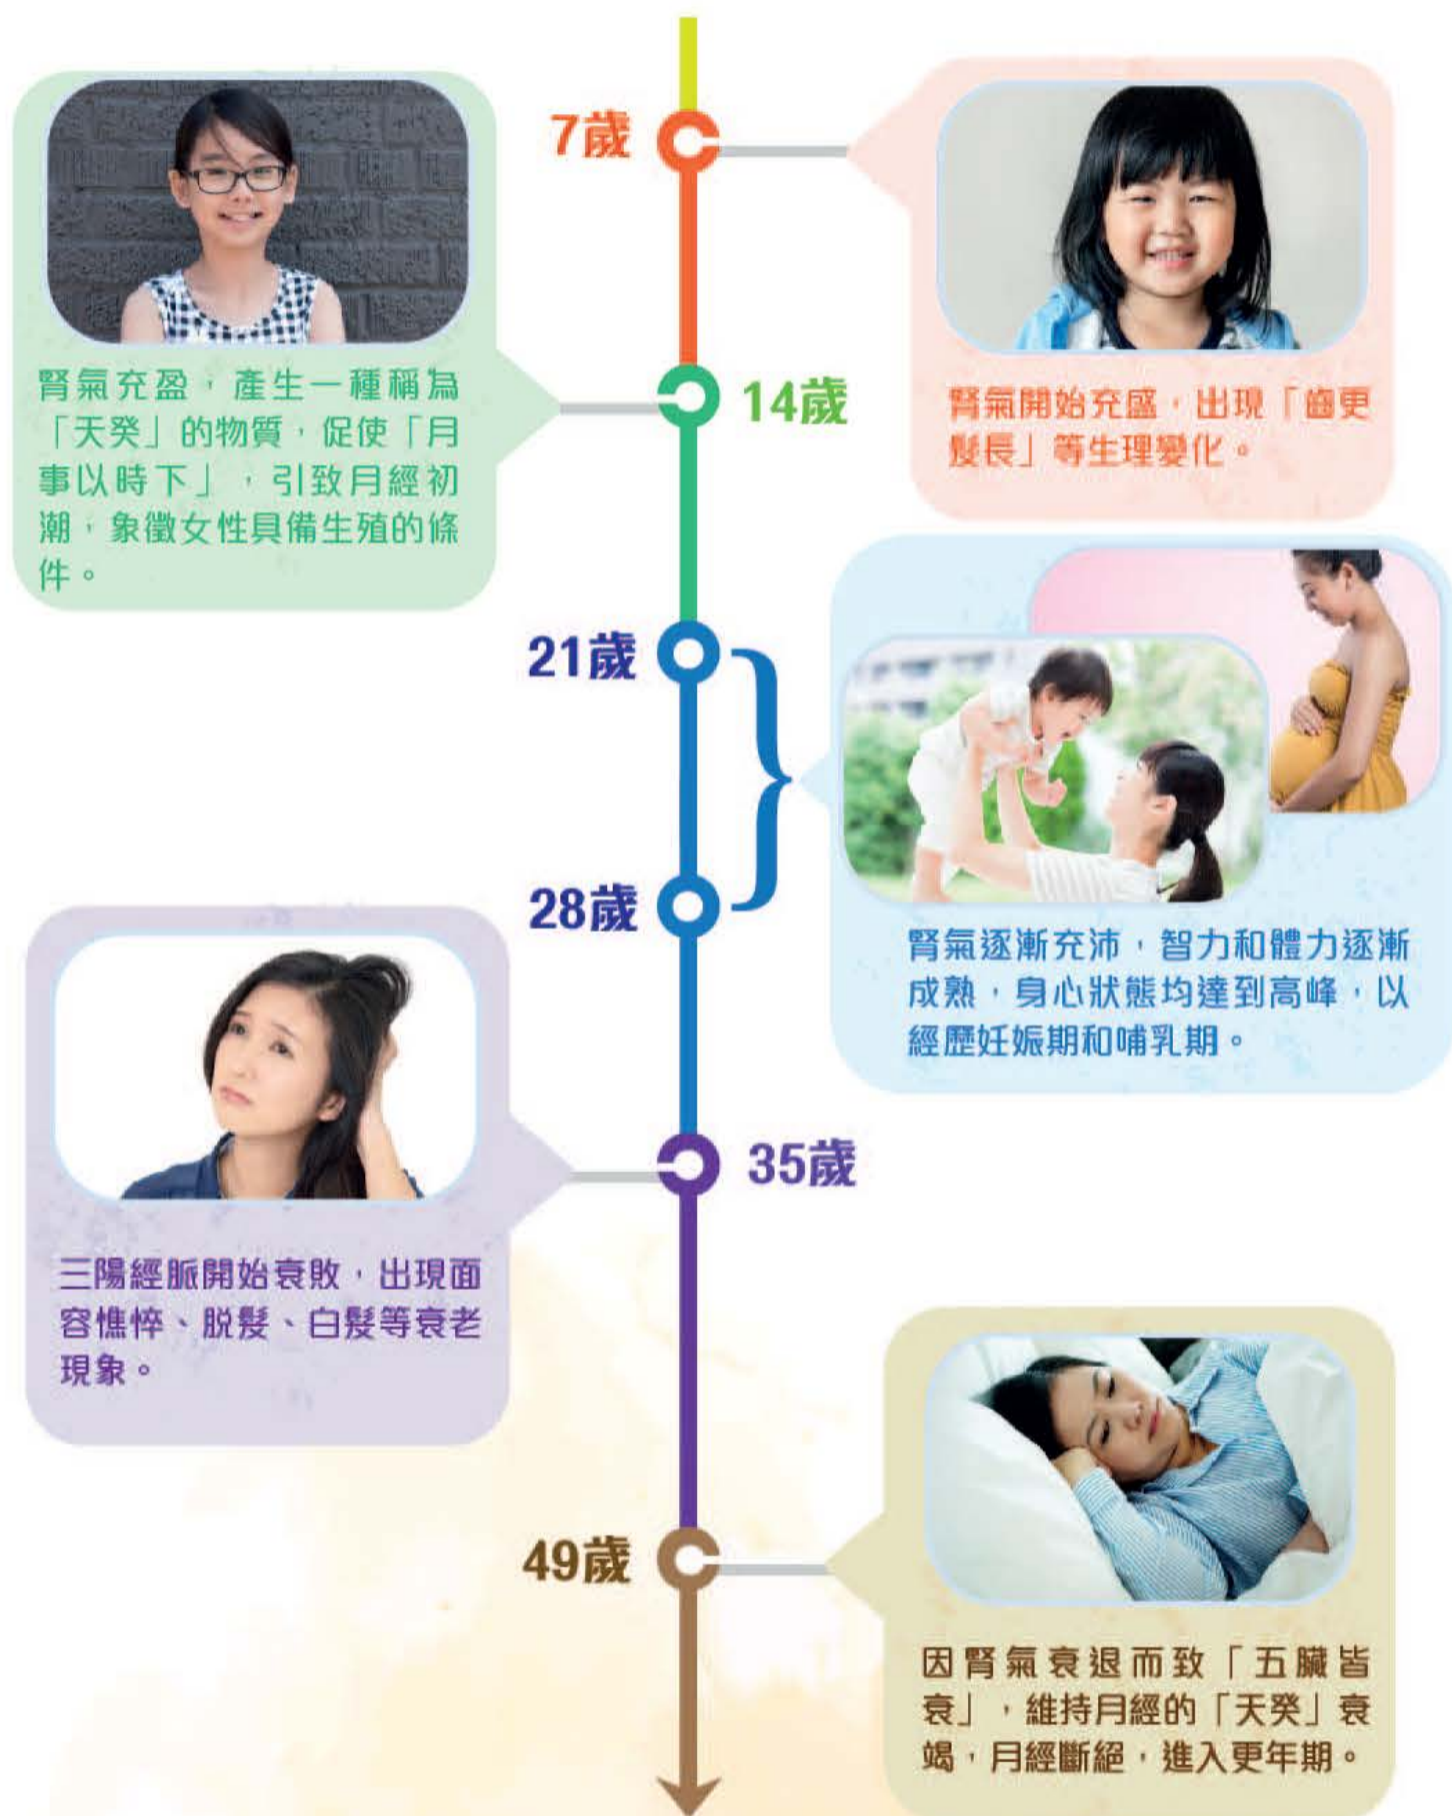 7歲
腎氣開始充盛，出現「齒更
髮長」等生理變化。
14歲
腎氣充盈，產生一種稱為
「天癸」的物質，促使「月
事以時下」，引致月經初
潮，象徵女性具備生殖的條
件。
21歲
28歲
腎氣逐漸充沛，智力和體力逐漸
成熟，身心狀態均達到高峰，以
經歷妊娠期和哺乳期。
35歲
三陽經脈開始衰敗，出現面
容憔悴、脱髮、白髮等衰老
現象。
49歲
因腎氣衰退而致「五臟皆
衰」，維持月經的「天癸」衰
竭，月經斷絕，進入更年期。